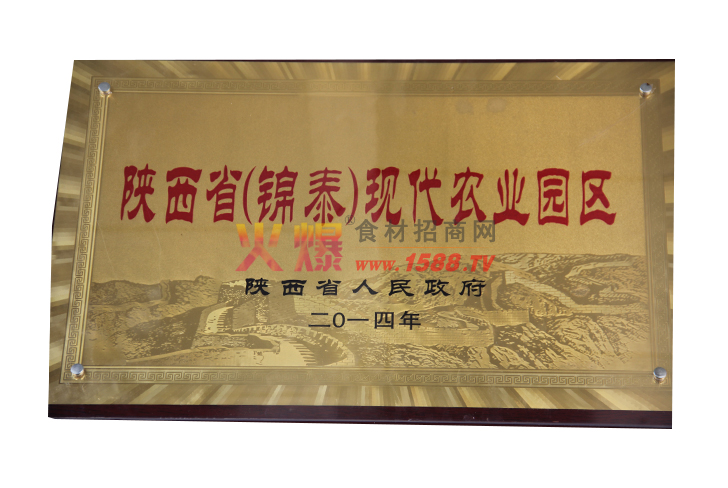 陕西省(锦泰)现代农业园区
火爆®食材招商网
www.1588.TV
陕西省人民政府
二〇一四年